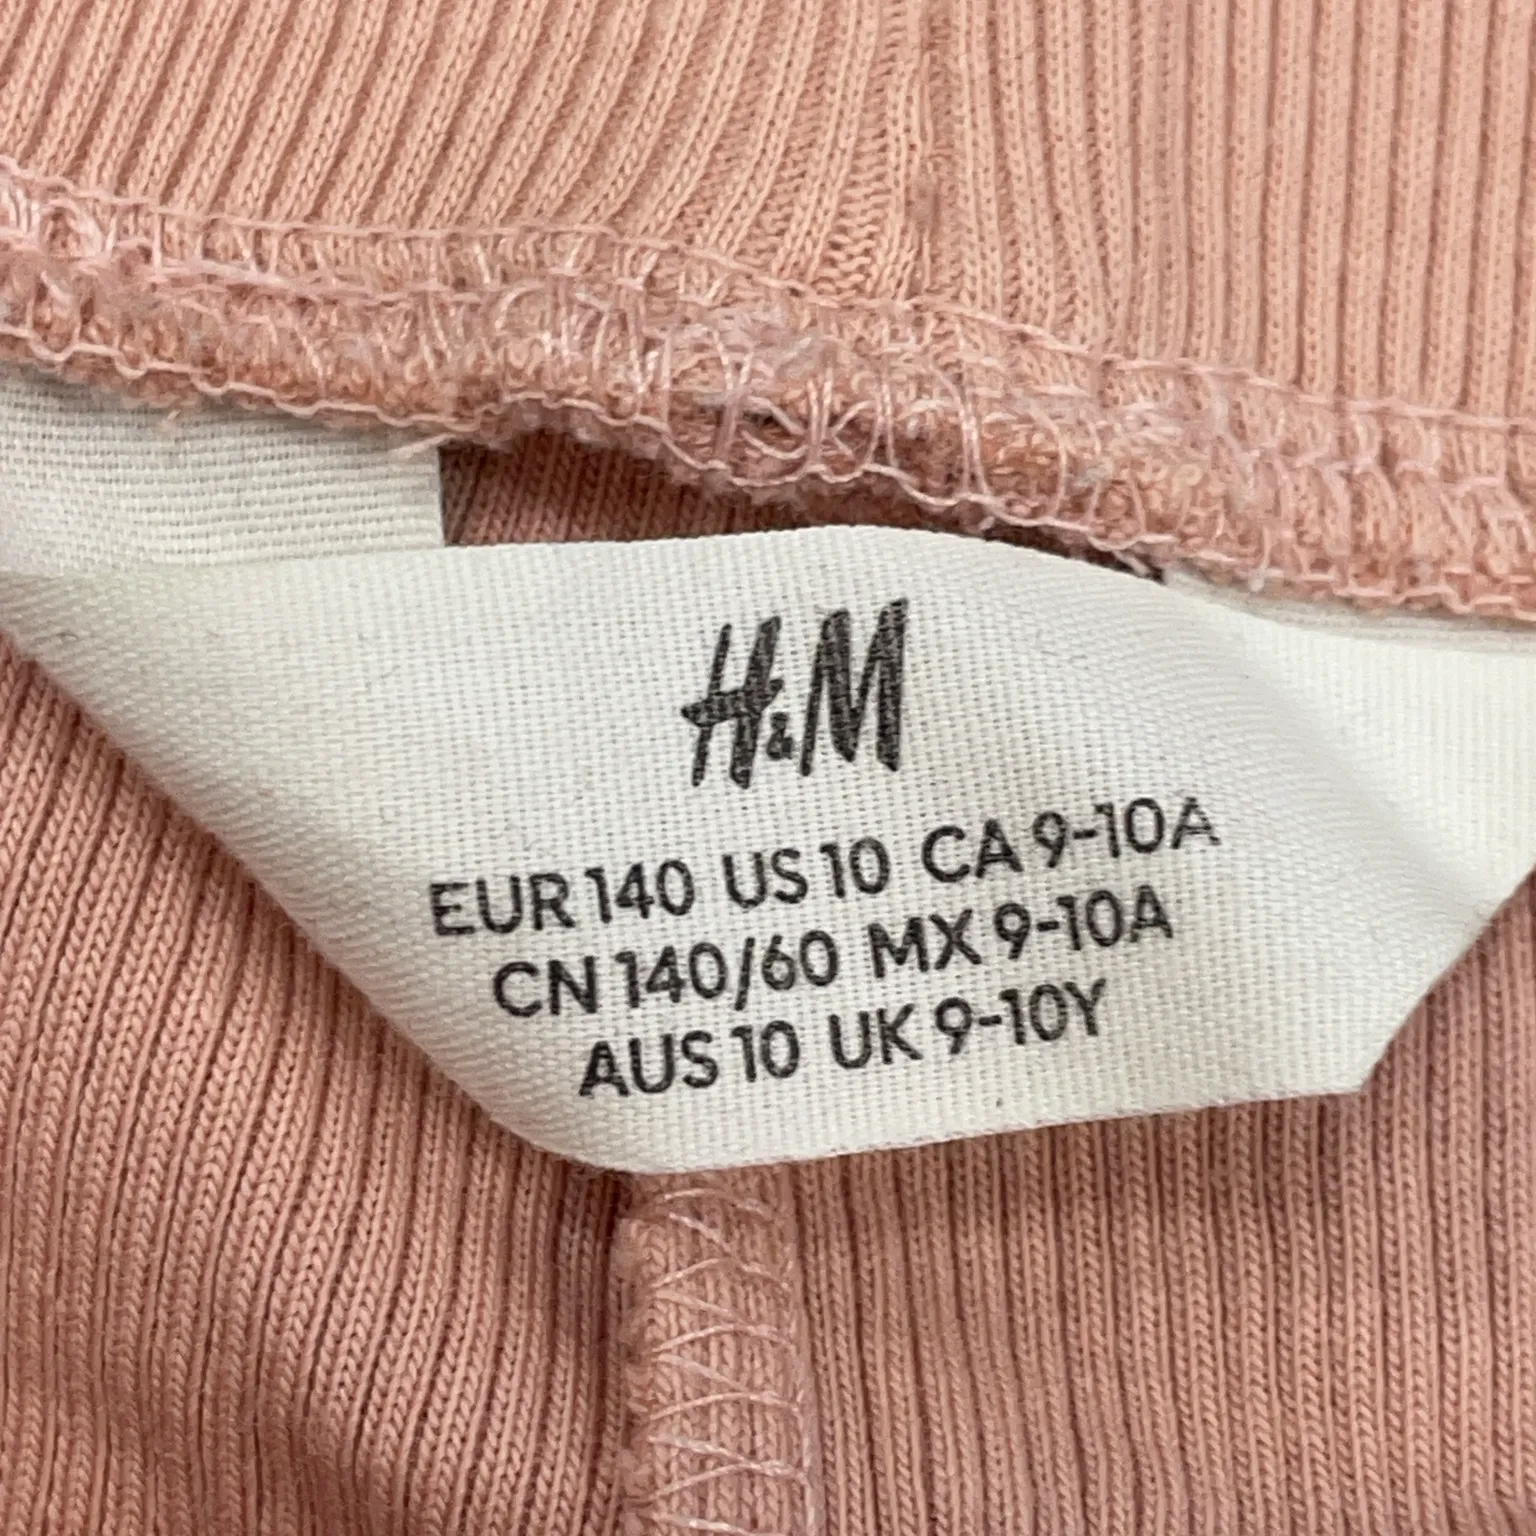 H&M
EUR 140 US 10 CA 9-10A
CN 140/60 MX 9-10A
AUS 10 UK 9-10Y